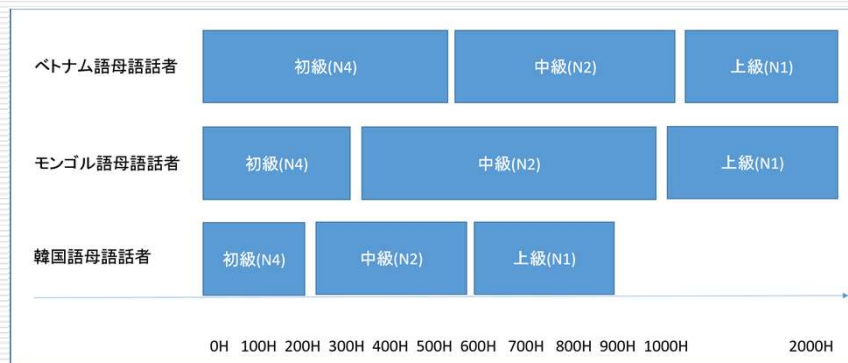 ベトナム語母語話者 初級(N4) 中級(N2) 上級(N1)
モンゴル語母語話者 初級(N4) 中級(N2) 上級(N1)
韓国語母語話者 初級(N4) 中級(N2) 上級(N1)
0H 100H 200H 300H 400H 500H 600H 700H 800H 900H 1000H 2000H